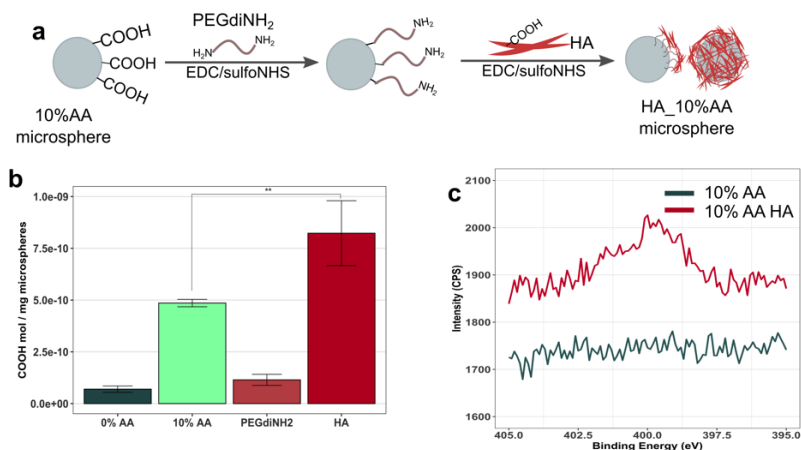 a
COOH
COOH
COOH
10%AA
microsphere
PEGdiNH2
H2N
NH2
EDC/sulfoNHS
NH2
NH2
NH2
COOH
HA
EDC/sulfoNHS
HA_10%AA
microsphere
b
COOH mol / mg microspheres
1.0e-09
7.5e-10
5.0e-10
2.5e-10
0.0e+00
**
0% AA
10% AA
PEGdiNH2
HA
c
Intensity (CPS)
2100
2000
1900
1800
1700
1600
10% AA
10% AA HA
405.0
402.5
400.0
397.5
395.0
Binding Energy (eV)